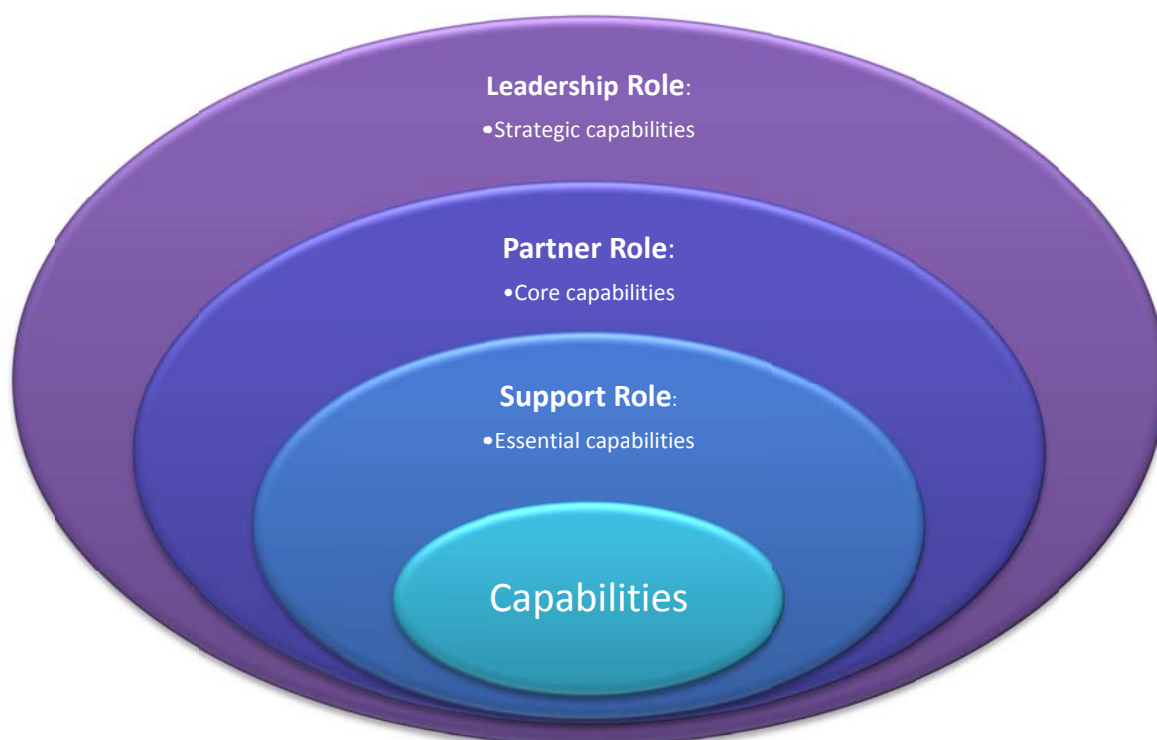 Leadership Role:
•Strategic capabilities
Partner Role:
•Core capabilities
Support Role:
•Essential capabilities
Capabilities